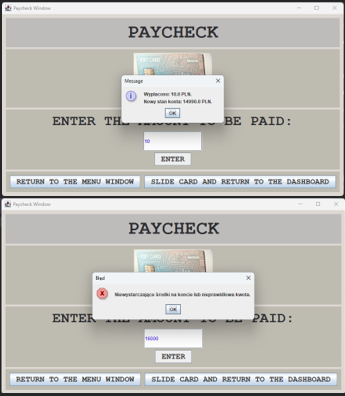 Paycheck Window
PAYCHECK
Message
Wypłacono: 10.0 PLN.
Nowy stan konta: 14090.0 PLN.
OK
ENTER THE AMOUNT TO BE PAID:
10
ENTER
RETURN TO THE MENU WINDOW
SLIDE CARD AND RETURN TO THE DASHBOARD
Paycheck Window
PAYCHECK
Błąd
Niewystarczające środki na koncie lub nieprawidłowa kwota.
OK
ENTER THE AMOUNT TO BE PAID:
16000
ENTER
RETURN TO THE MENU WINDOW
SLIDE CARD AND RETURN TO THE DASHBOARD